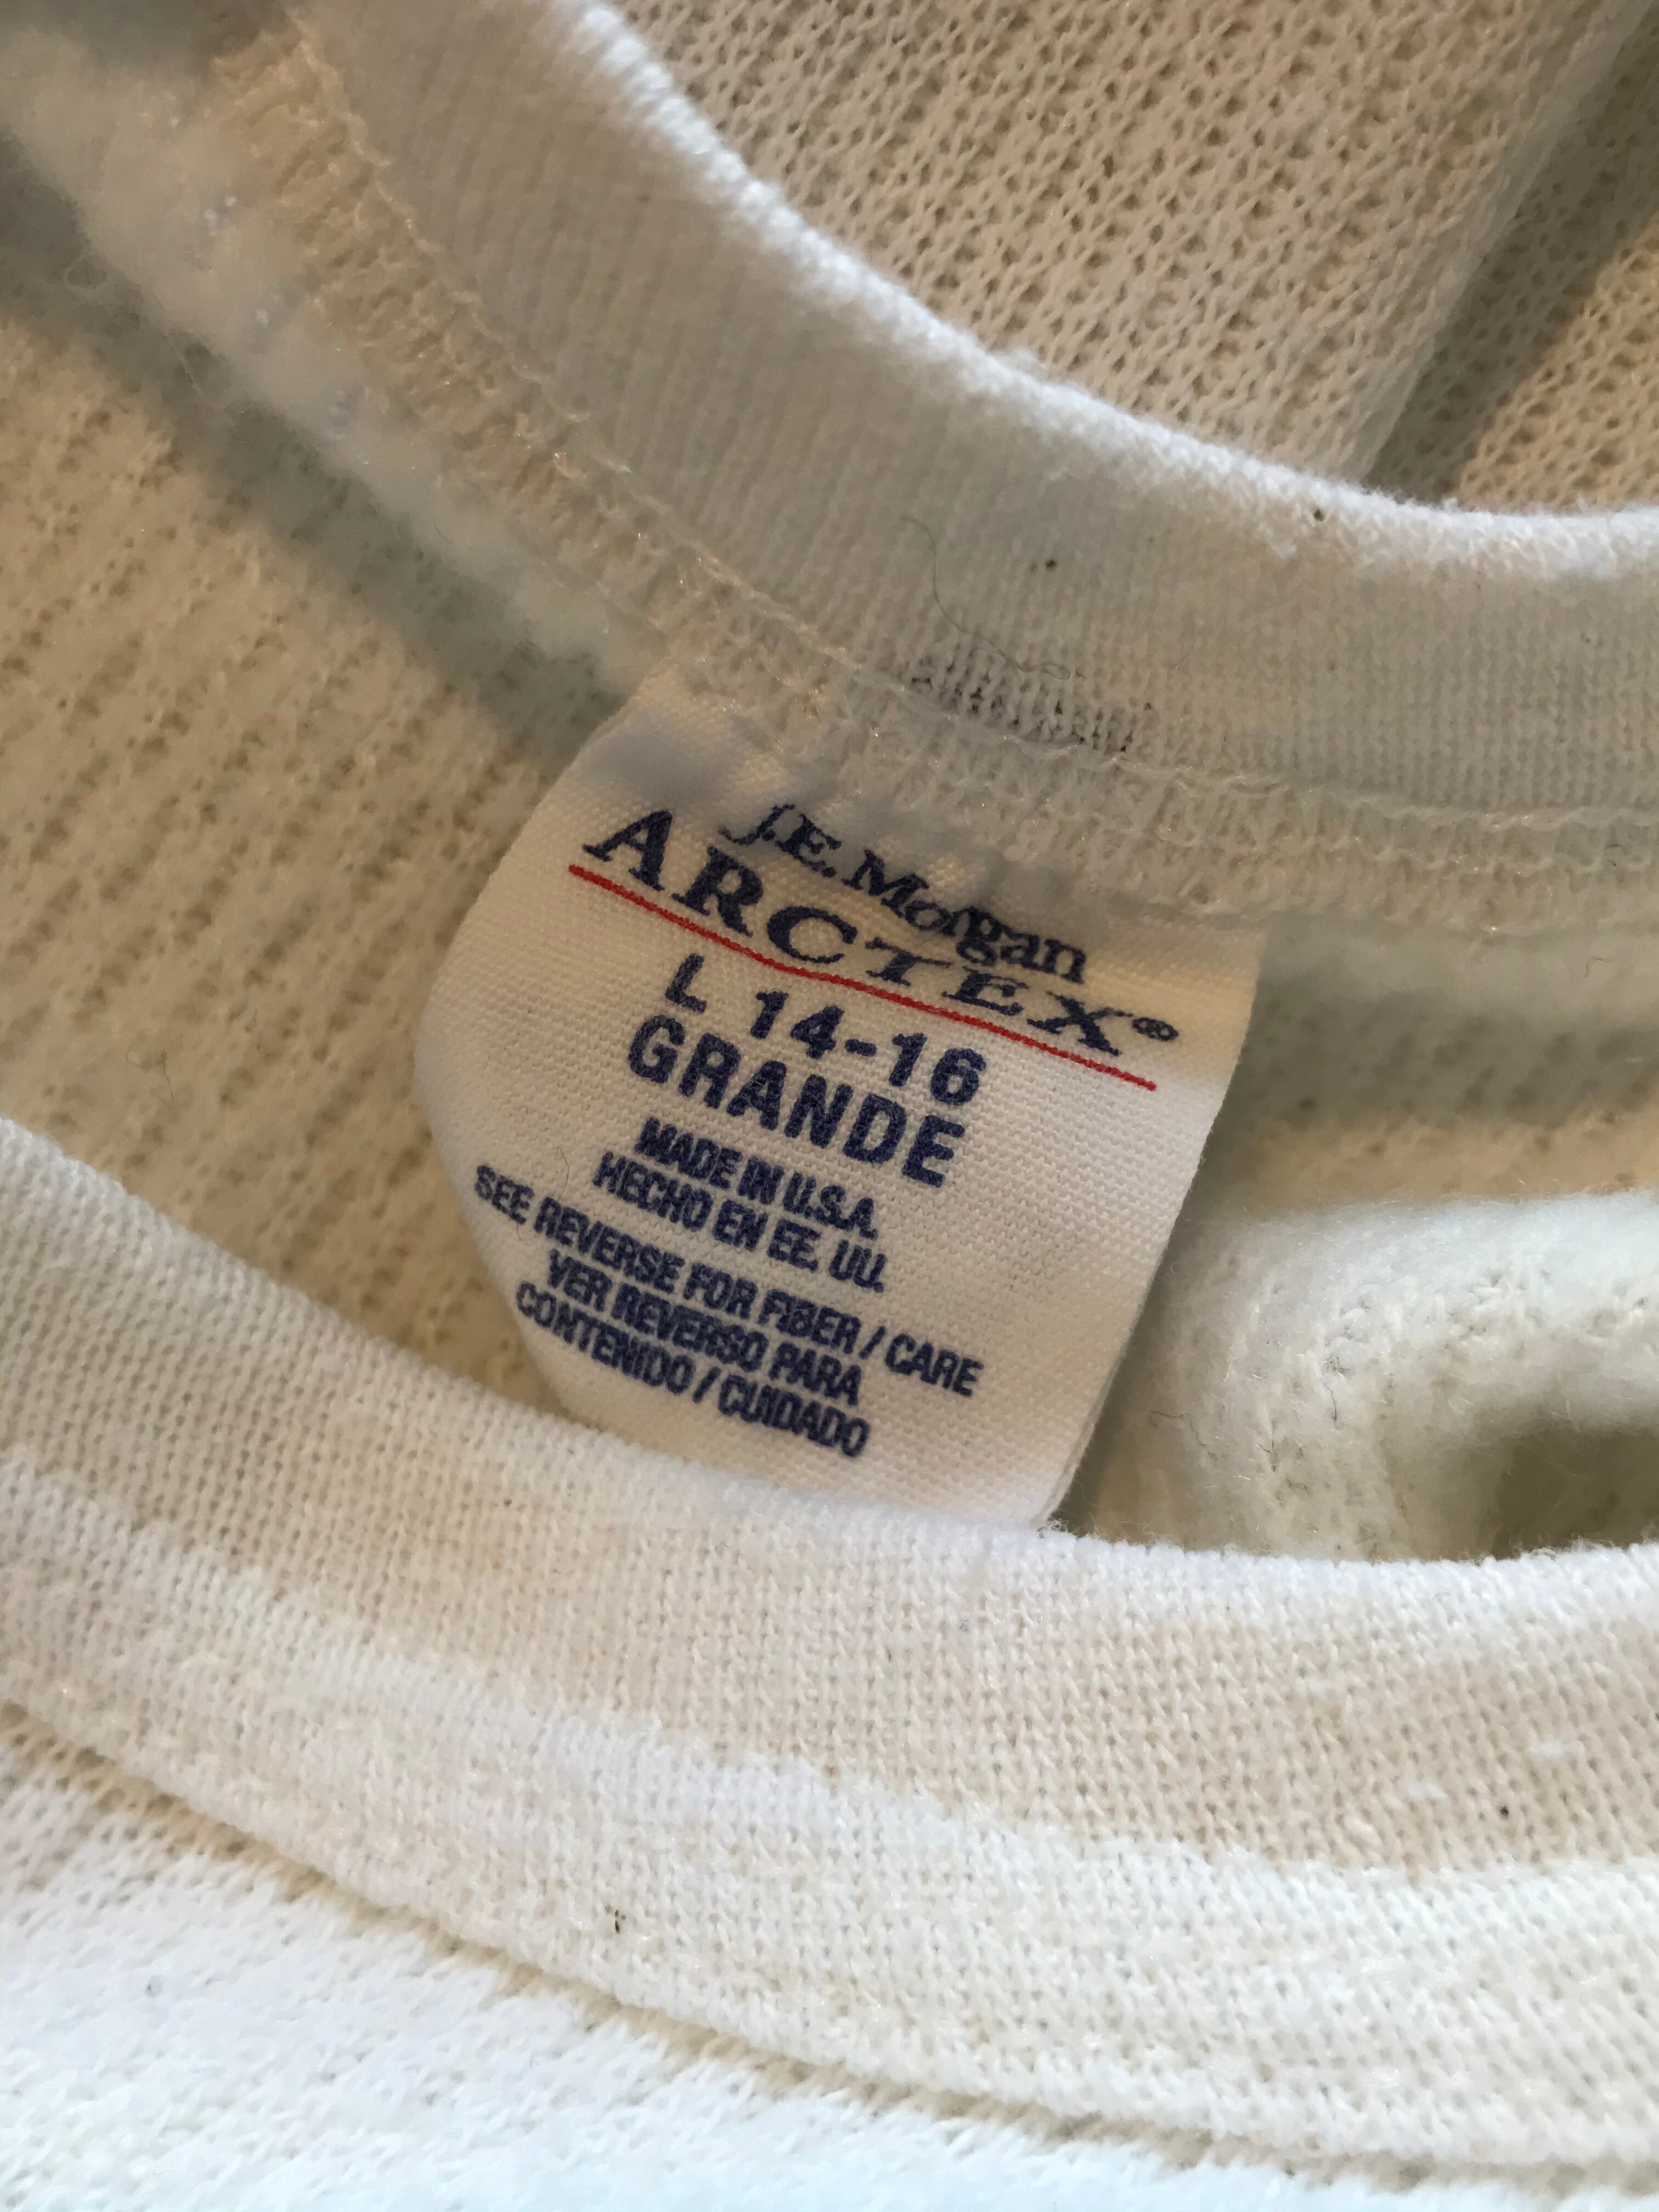 J.E. Morgan
ARCTEX®
L 14-16
GRANDE
MADE IN U.S.A.
HECHO EN EE. UU.
SEE REVERSE FOR FIBER / CARE
VER REVERSO PARA
CONTENIDO / CUIDADO